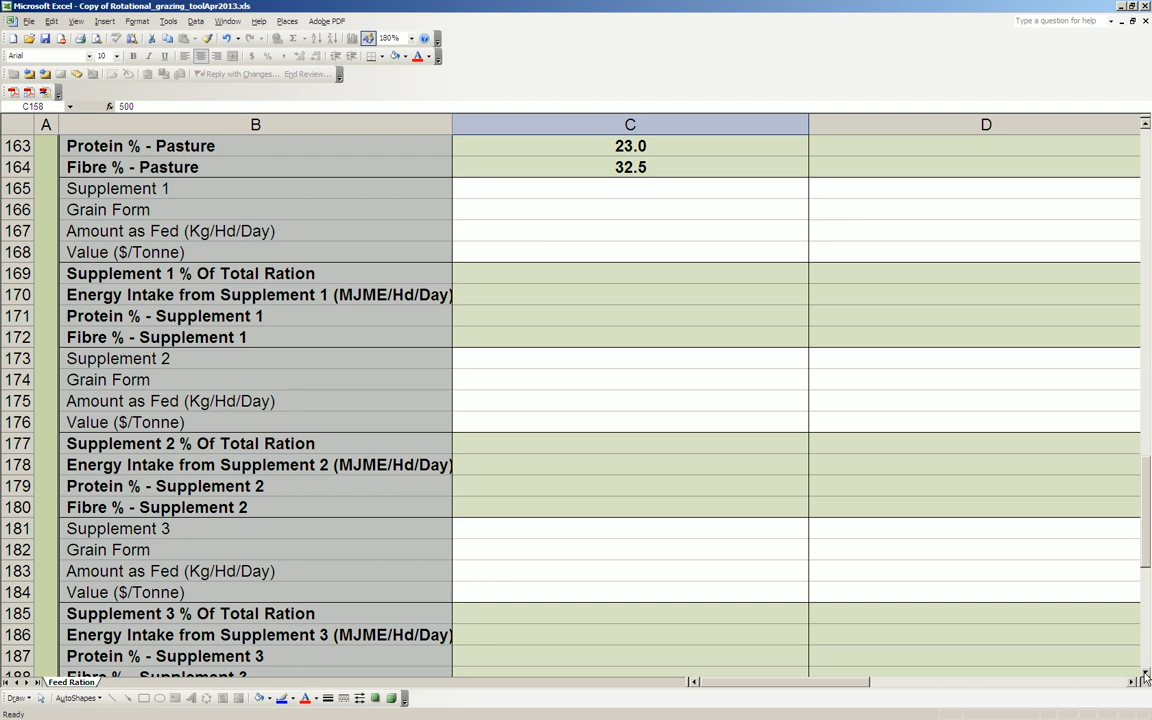 Microsoft Excel - Copy of Rotational_grazing_toolApr2013.xls
File Edit View Insert Format Tools Data Window Help Places Adobe PDF
Type a question for help
180%
Arial 10 B I U
Reply with Changes... End Review...
C158 fx 500
A B C D
163 Protein % - Pasture 23.0
164 Fibre % - Pasture 32.5
165 Supplement 1
166 Grain Form
167 Amount as Fed (Kg/Hd/Day)
168 Value ($/Tonne)
169 Supplement 1 % Of Total Ration
170 Energy Intake from Supplement 1 (MJME/Hd/Day)
171 Protein % - Supplement 1
172 Fibre % - Supplement 1
173 Supplement 2
174 Grain Form
175 Amount as Fed (Kg/Hd/Day)
176 Value ($/Tonne)
177 Supplement 2 % Of Total Ration
178 Energy Intake from Supplement 2 (MJME/Hd/Day)
179 Protein % - Supplement 2
180 Fibre % - Supplement 2
181 Supplement 3
182 Grain Form
183 Amount as Fed (Kg/Hd/Day)
184 Value ($/Tonne)
185 Supplement 3 % Of Total Ration
186 Energy Intake from Supplement 3 (MJME/Hd/Day)
187 Protein % - Supplement 3
188 Fibre % - Supplement 3
Feed Ration
Draw AutoShapes
Ready